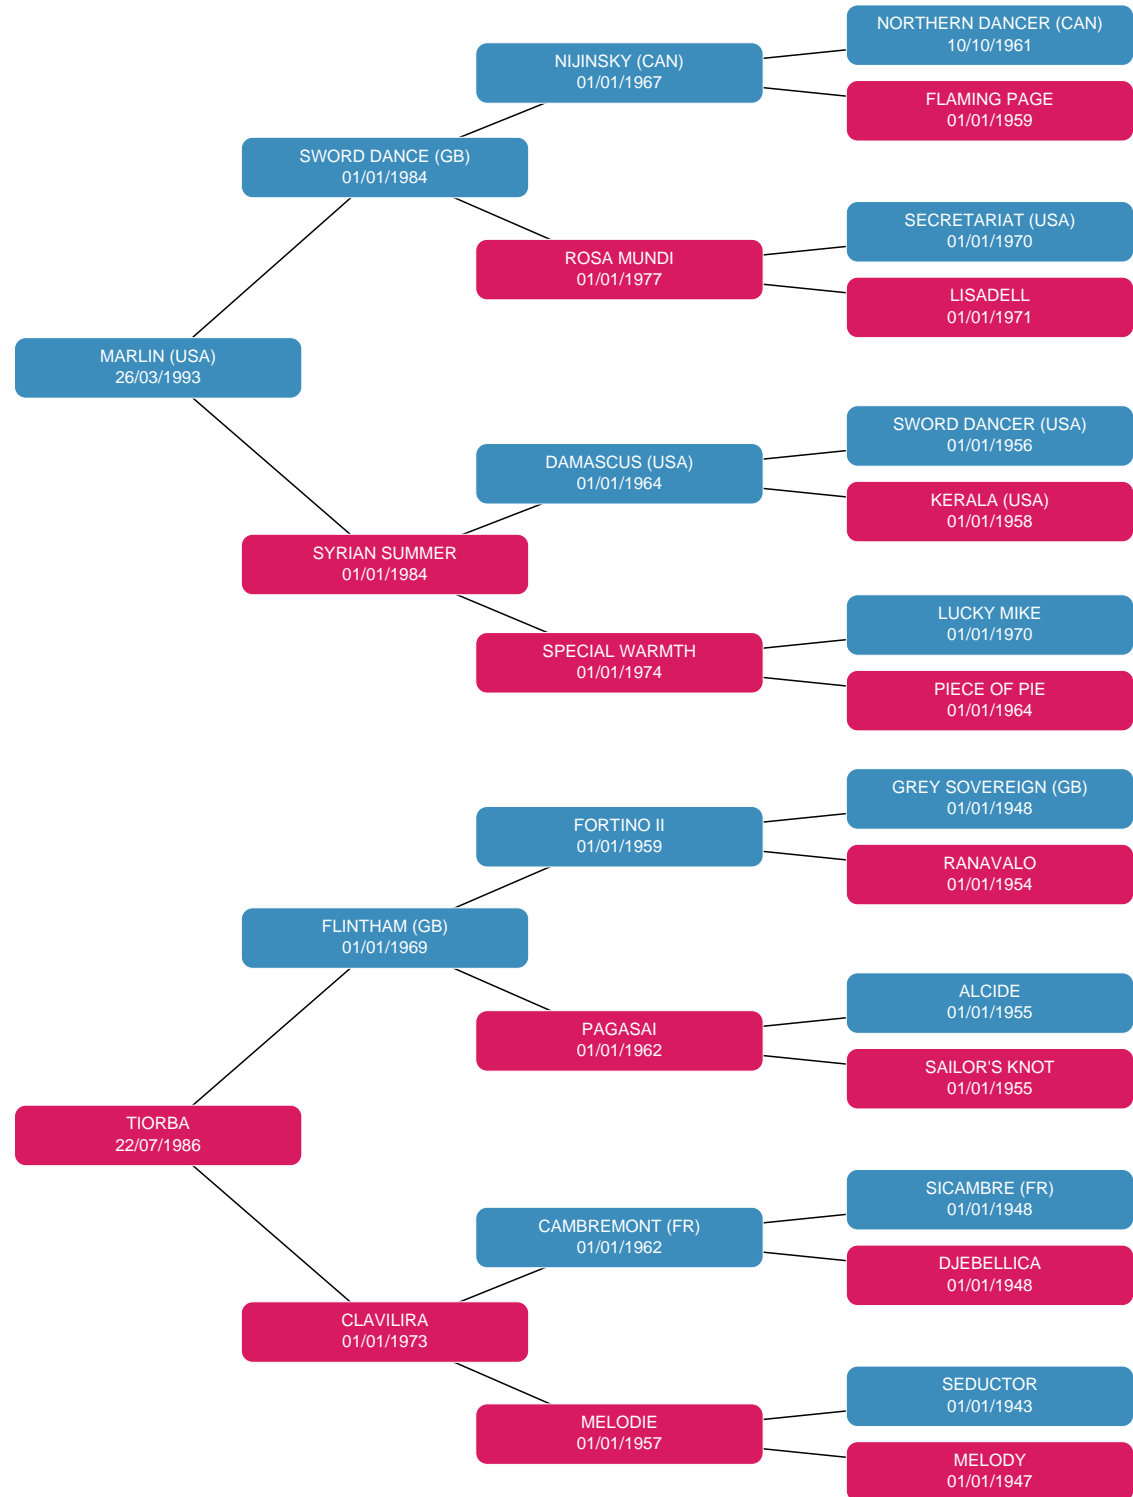 NORTHERN DANCER (CAN)
10/10/1961
NIJINSKY (CAN)
01/01/1967
FLAMING PAGE
01/01/1959
SWORD DANCE (GB)
01/01/1984
SECRETARIAT (USA)
01/01/1970
ROSA MUNDI
01/01/1977
LISADELL
01/01/1971
MARLIN (USA)
26/03/1993
SWORD DANCER (USA)
01/01/1956
DAMASCUS (USA)
01/01/1964
KERALA (USA)
01/01/1958
SYRIAN SUMMER
01/01/1984
LUCKY MIKE
01/01/1970
SPECIAL WARMTH
01/01/1974
PIECE OF PIE
01/01/1964
GREY SOVEREIGN (GB)
01/01/1948
FORTINO II
01/01/1959
RANAVALO
01/01/1954
FLINTHAM (GB)
01/01/1969
ALCIDE
01/01/1955
PAGASAI
01/01/1962
SAILOR'S KNOT
01/01/1955
TIORBA
22/07/1986
SICAMBRE (FR)
01/01/1948
CAMBREMONT (FR)
01/01/1962
DJEBELLICA
01/01/1948
CLAVILIRA
01/01/1973
SEDUCTOR
01/01/1943
MELODIE
01/01/1957
MELODY
01/01/1947